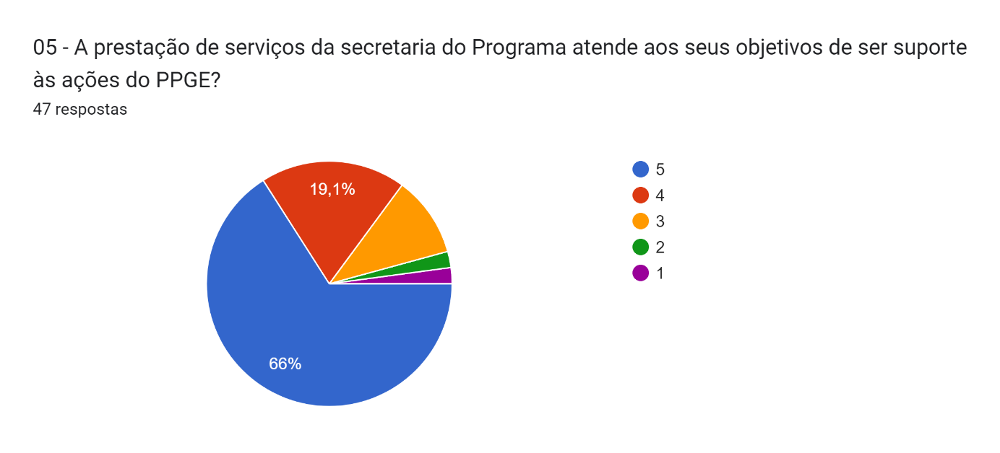 05 - A prestação de serviços da secretaria do Programa atende aos seus objetivos de ser suporte
às ações do PPGE?
47 respostas
19,1%
66%
5
4
3
2
1